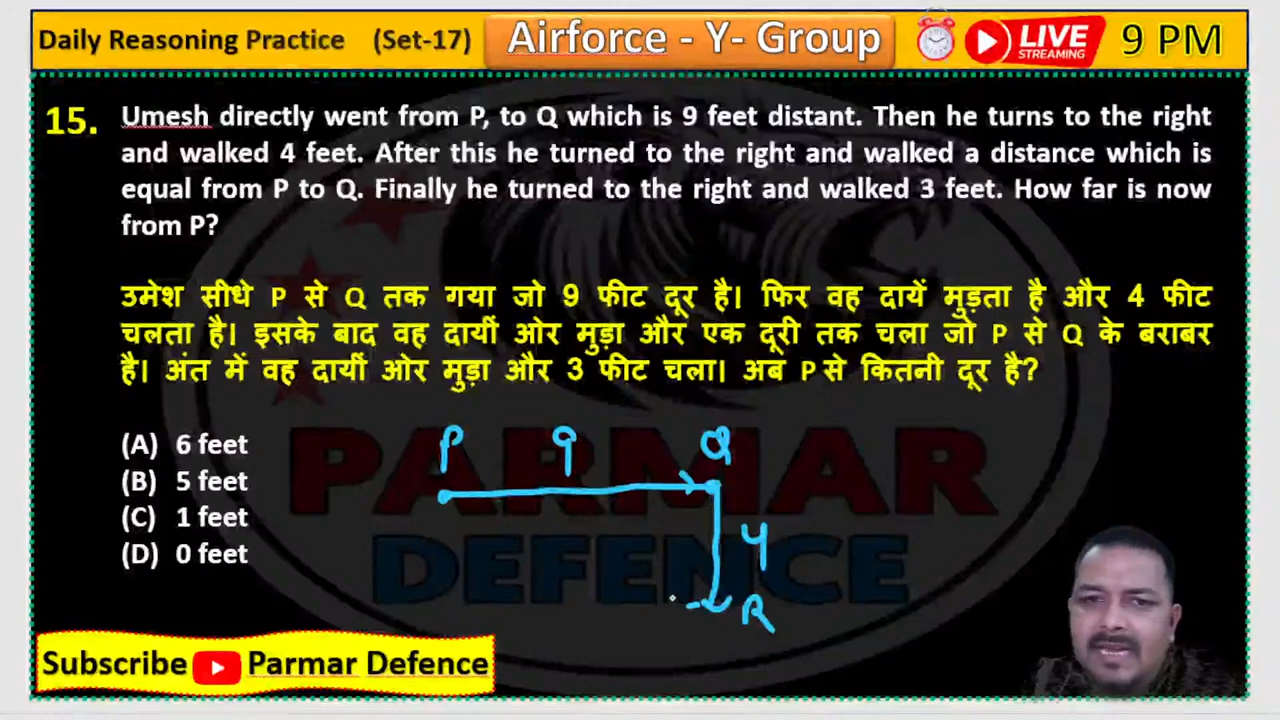 Daily Reasoning Practice (Set-17) Airforce - Y- Group LIVE STREAMING 9 PM
15. Umesh directly went from P, to Q which is 9 feet distant. Then he turns to the right
and walked 4 feet. After this he turned to the right and walked a distance which is
equal from P to Q. Finally he turned to the right and walked 3 feet. How far is now
from P?
उमेश सीधे P से Q तक गया जो 9 फीट दूर है। फिर वह दायें मुड़ता है और 4 फीट
चलता है। इसके बाद वह दायीं ओर मुड़ा और एक दूरी तक चला जो P से Q के बराबर
है। अंत में वह दायीं ओर मुड़ा और 3 फीट चला। अब P से कितनी दूर है?
(A) 6 feet
(B) 5 feet
(C) 1 feet
(D) 0 feet
P 9 Q
4
R
PARMAR
DEFENCE
Subscribe Parmar Defence